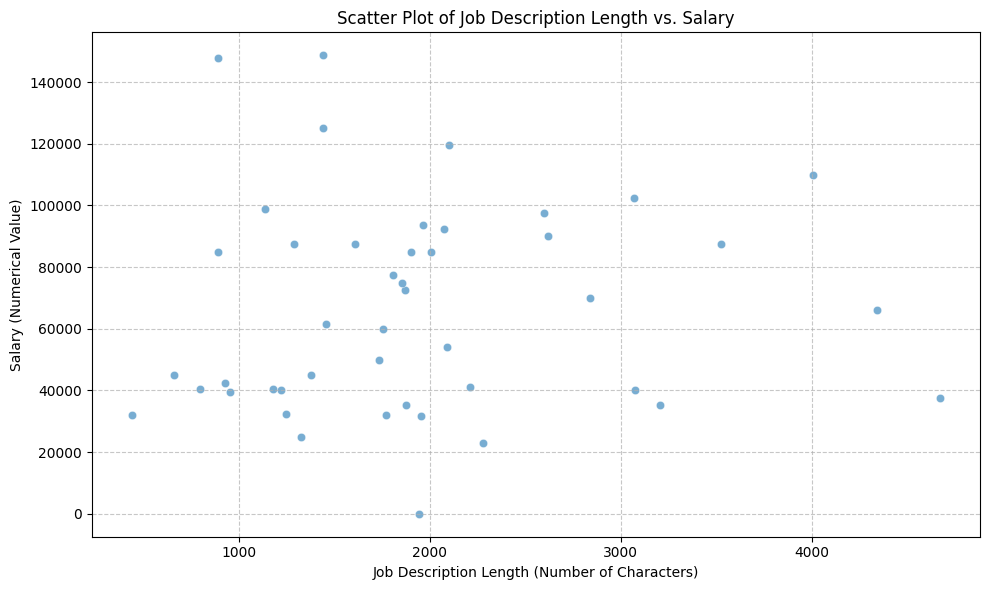 Scatter Plot of Job Description Length vs. Salary
140000
120000
100000
80000
60000
40000
20000
0
Salary (Numerical Value)
1000 2000 3000 4000
Job Description Length (Number of Characters)